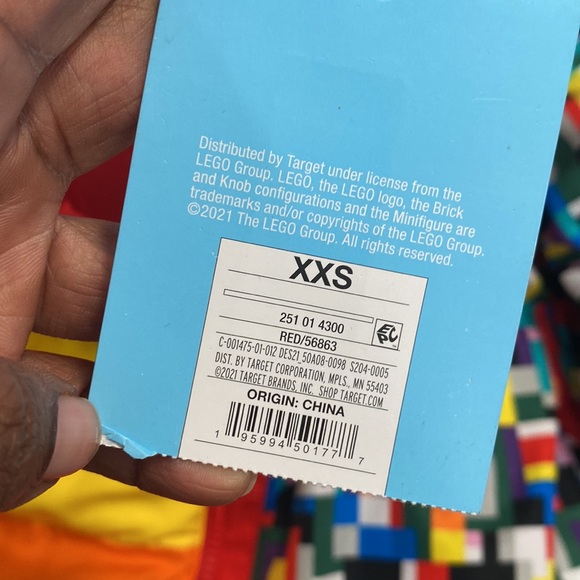 Distributed by Target under license from the
LEGO Group. LEGO, the LEGO logo, the Brick
and Knob configurations and the Minifigure are
trademarks and/or copyrights of the LEGO Group.
©2021 The LEGO Group. All rights reserved.
XXS
251 01 4300
RED/56863
EPC
C-001475-01-012 DES21_50A08-0098 S204-0005
DIST. BY TARGET CORPORATION, MPLS., MN 55403
©2021 TARGET BRANDS, INC. SHOP TARGET.COM
ORIGIN: CHINA
1 95994 50177 7